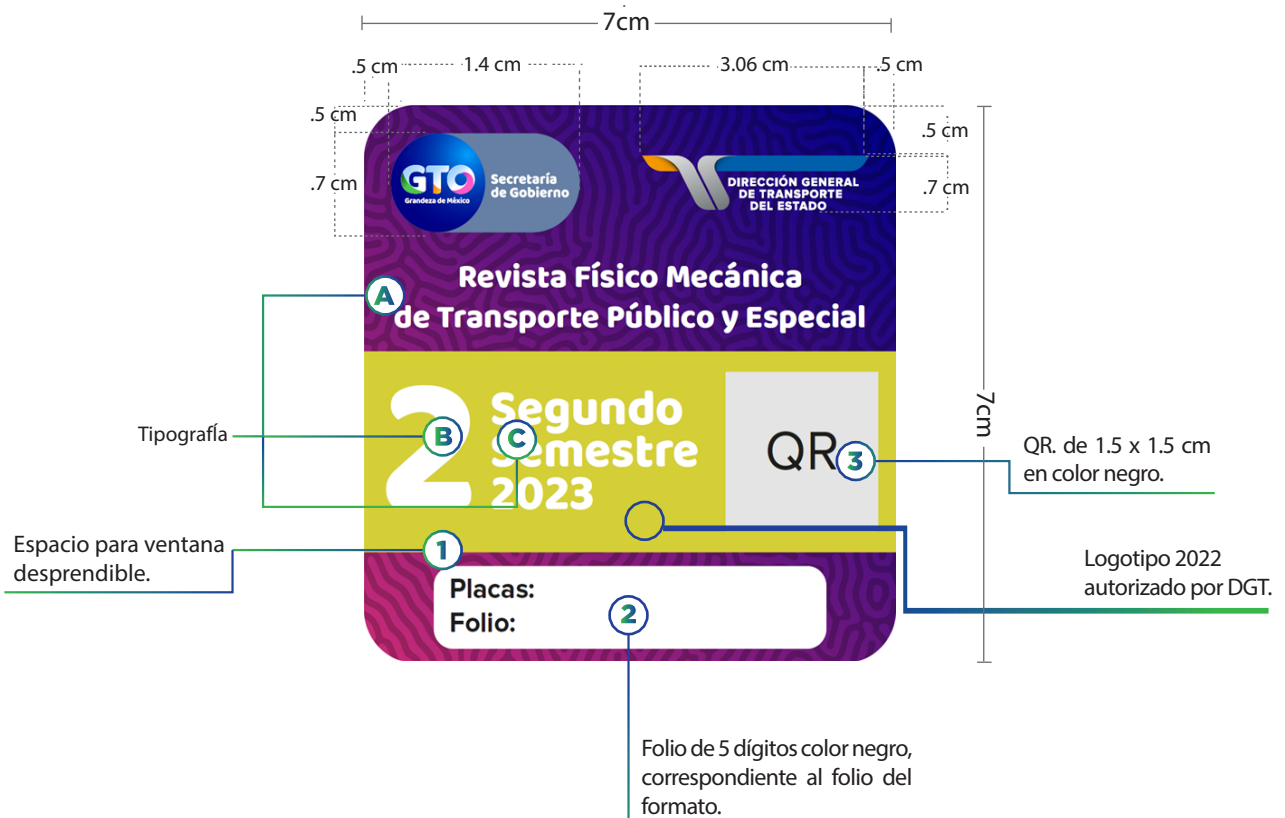 7cm
.5 cm
1.4 cm
3.06 cm
.5 cm
.5 cm
.5 cm
.7 cm
.7 cm
GTO
Grandeza de México
Secretaría
de Gobierno
DIRECCIÓN GENERAL
DE TRANSPORTE
DEL ESTADO
Revista Físico Mecánica
A
de Transporte Público y Especial
7cm
Tipografía
2
B
Segundo
C
Semestre
2023
QR
3
QR. de 1.5 x 1.5 cm
en color negro.
Espacio para ventana
desprendible.
1
Logotipo 2022
autorizado por DGT.
Placas:
Folio:
2
Folio de 5 dígitos color negro,
correspondiente al folio del
formato.